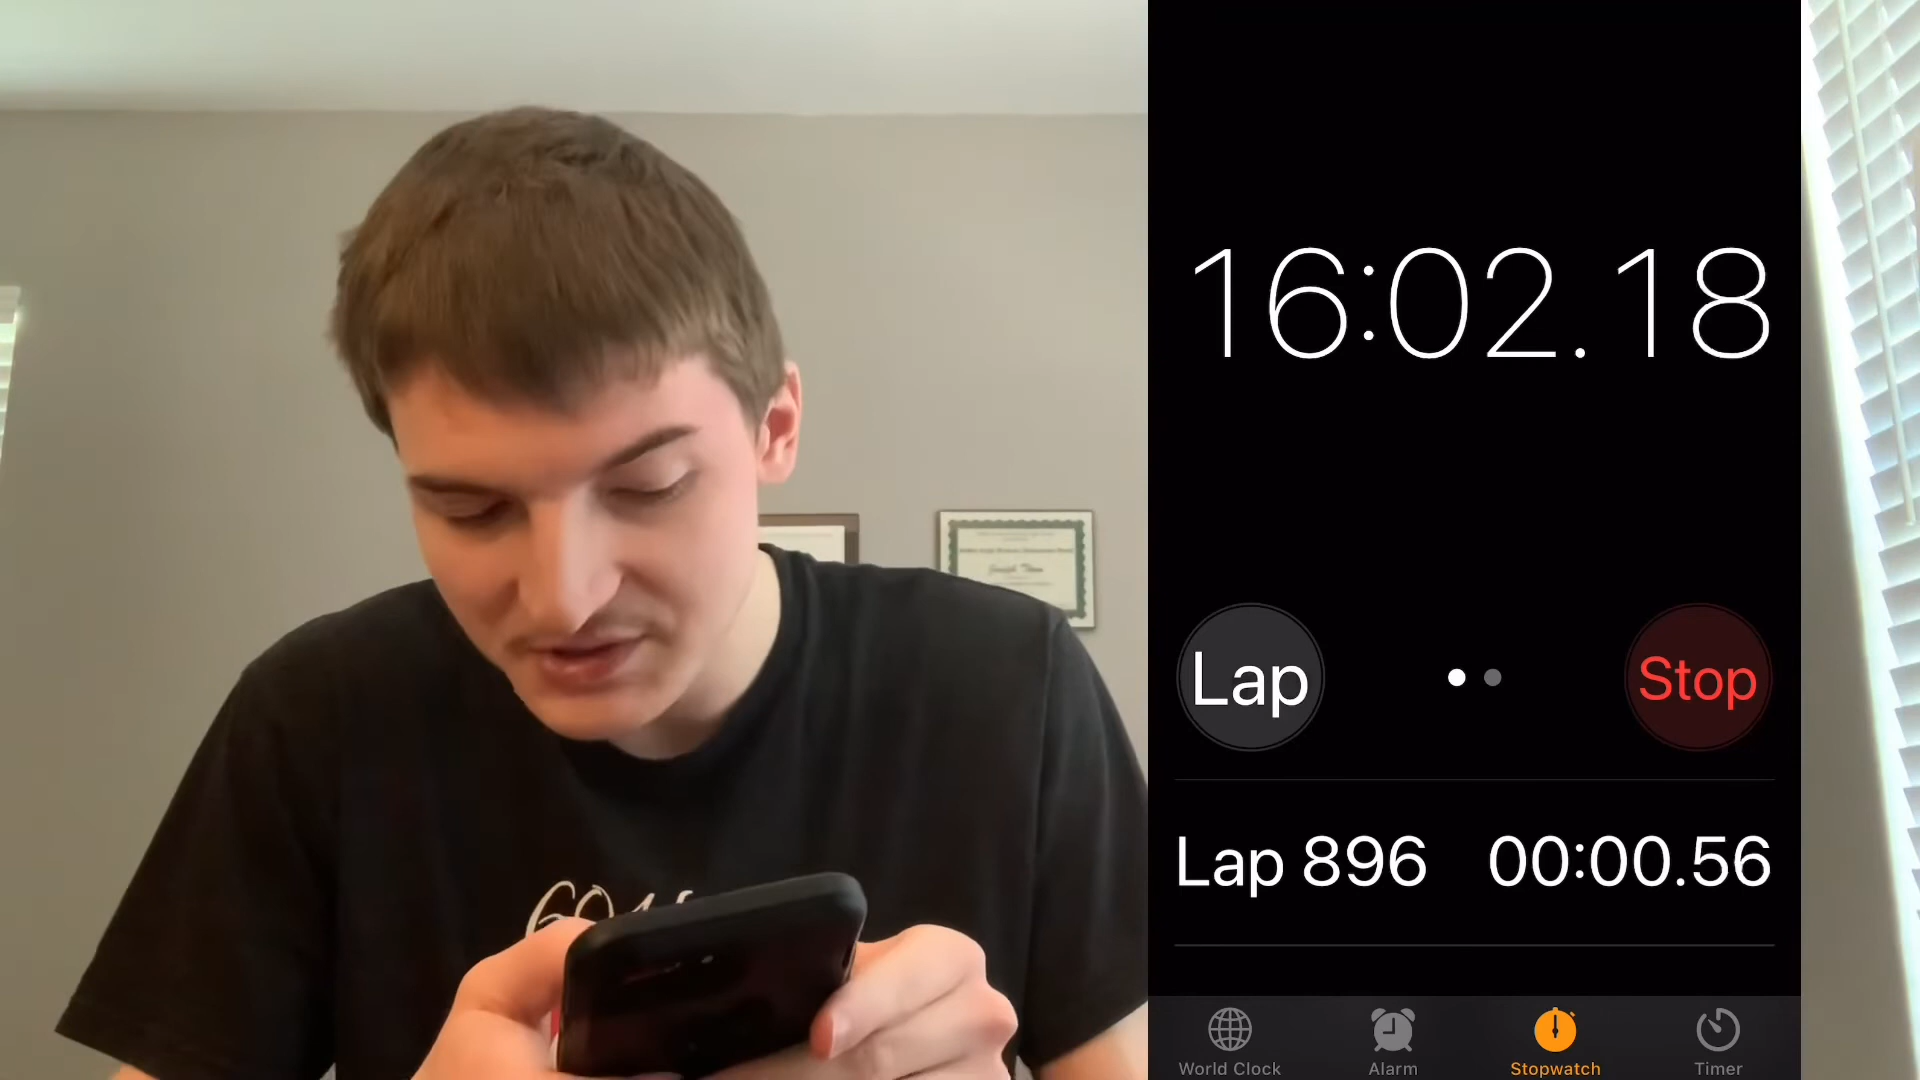 16:02.18
Lap
Stop
Lap 896 00:00.56
World Clock Alarm Stopwatch Timer